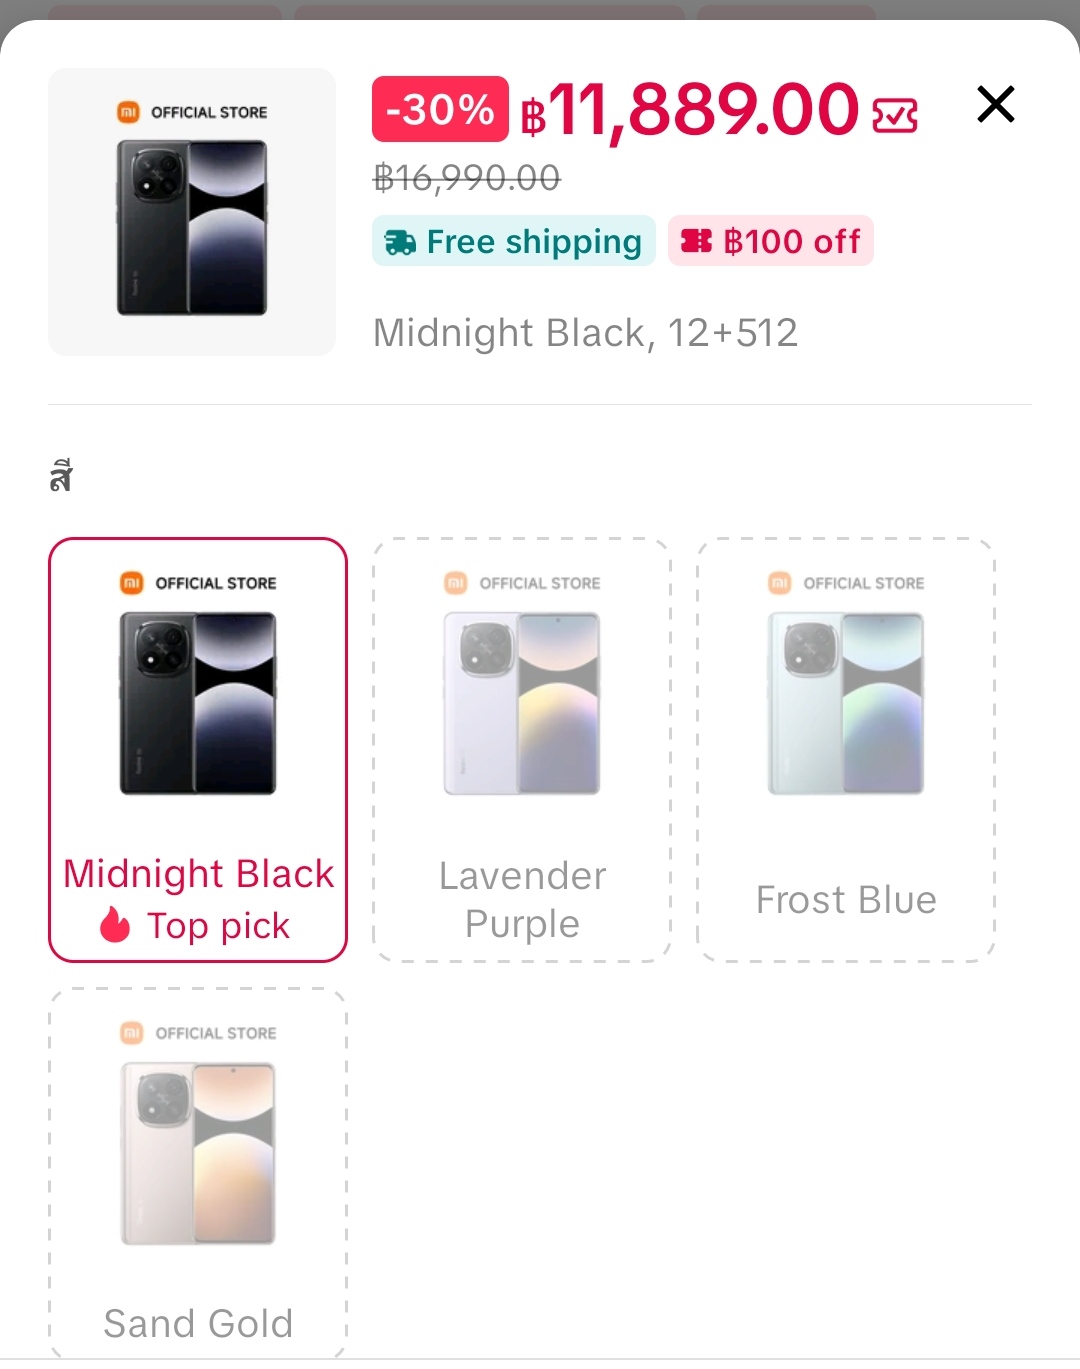 OFFICIAL STORE
-30% ฿11,889.00
฿16,990.00
Free shipping ฿100 off
Midnight Black, 12+512
สี
OFFICIAL STORE
Midnight Black
Top pick
OFFICIAL STORE
Lavender
Purple
OFFICIAL STORE
Frost Blue
OFFICIAL STORE
Sand Gold